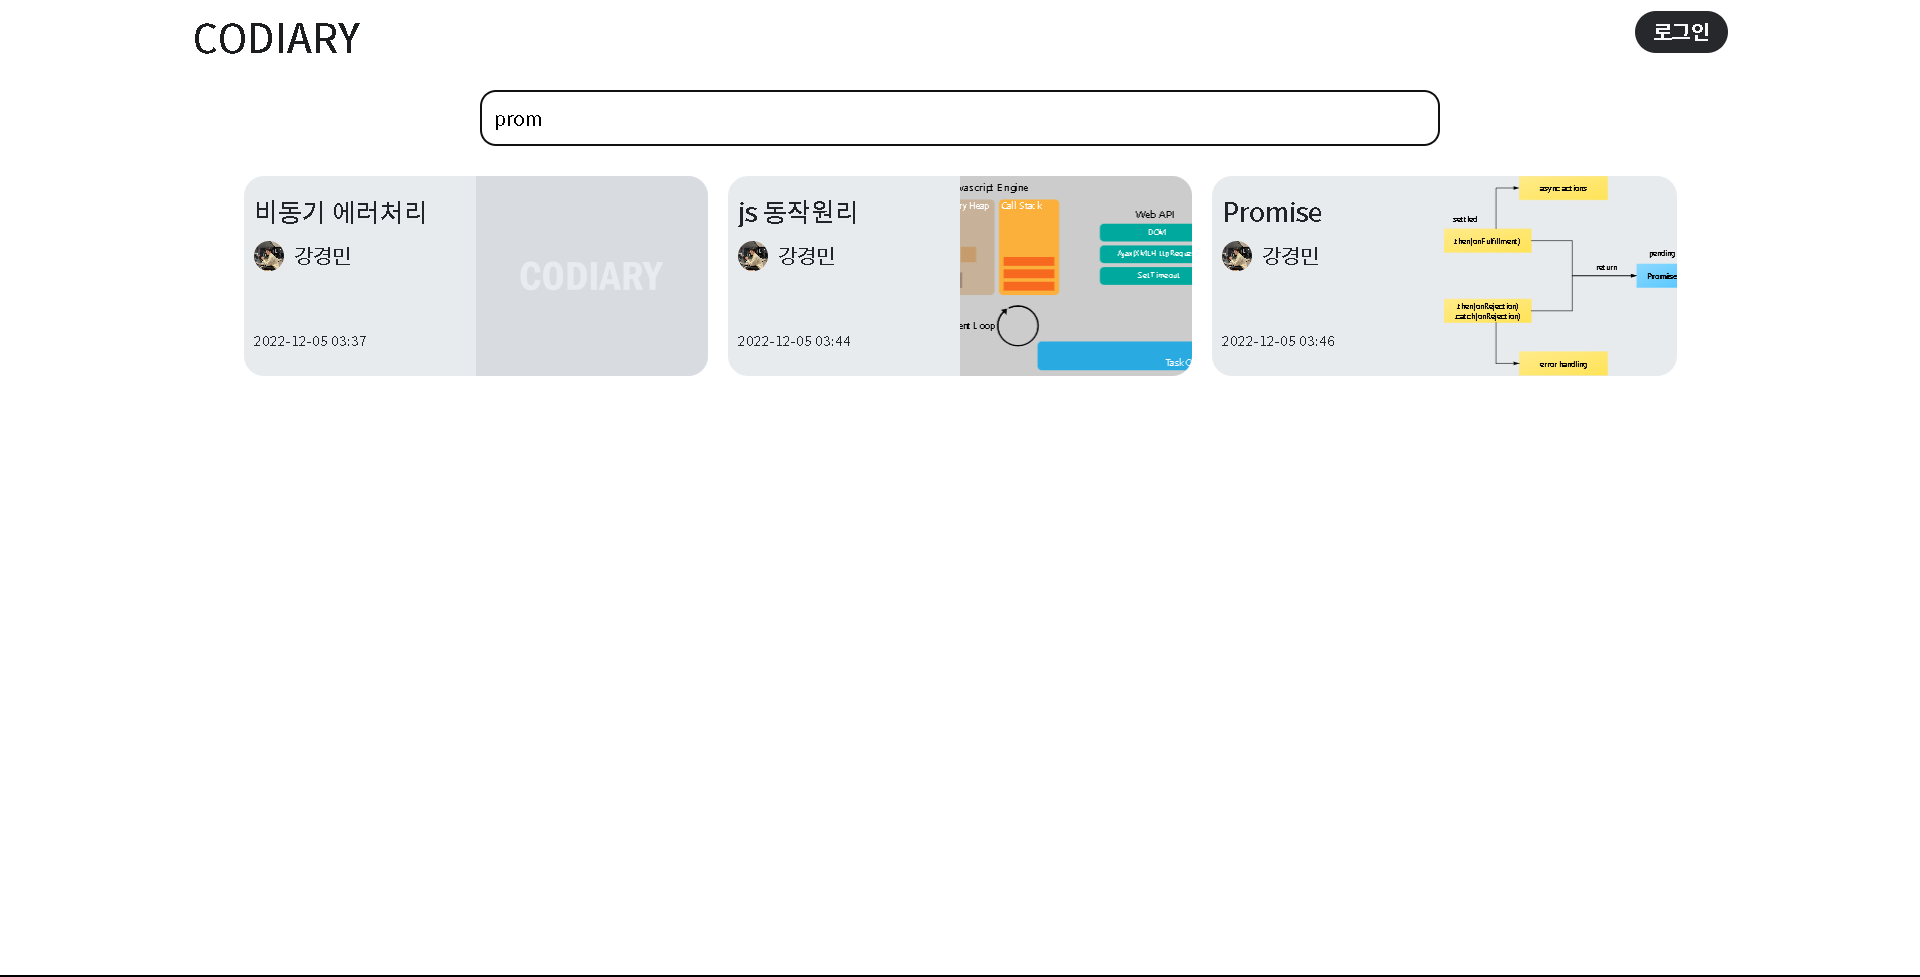 CODIARY
로그인
prom
비동기 에러처리
강경민
2022-12-05 03:37
CODIARY
js 동작원리
강경민
2022-12-05 03:44
vascript Engine
ry Heap
Call Stack
Web API
DOM
SetTimeout
ent Loop
Task
Promise
강경민
2022-12-05 03:46
async actions
settled
.then(onFulfillment)
pending
return
Promise
.then(onRejection)
.catch(onRejection)
error handling